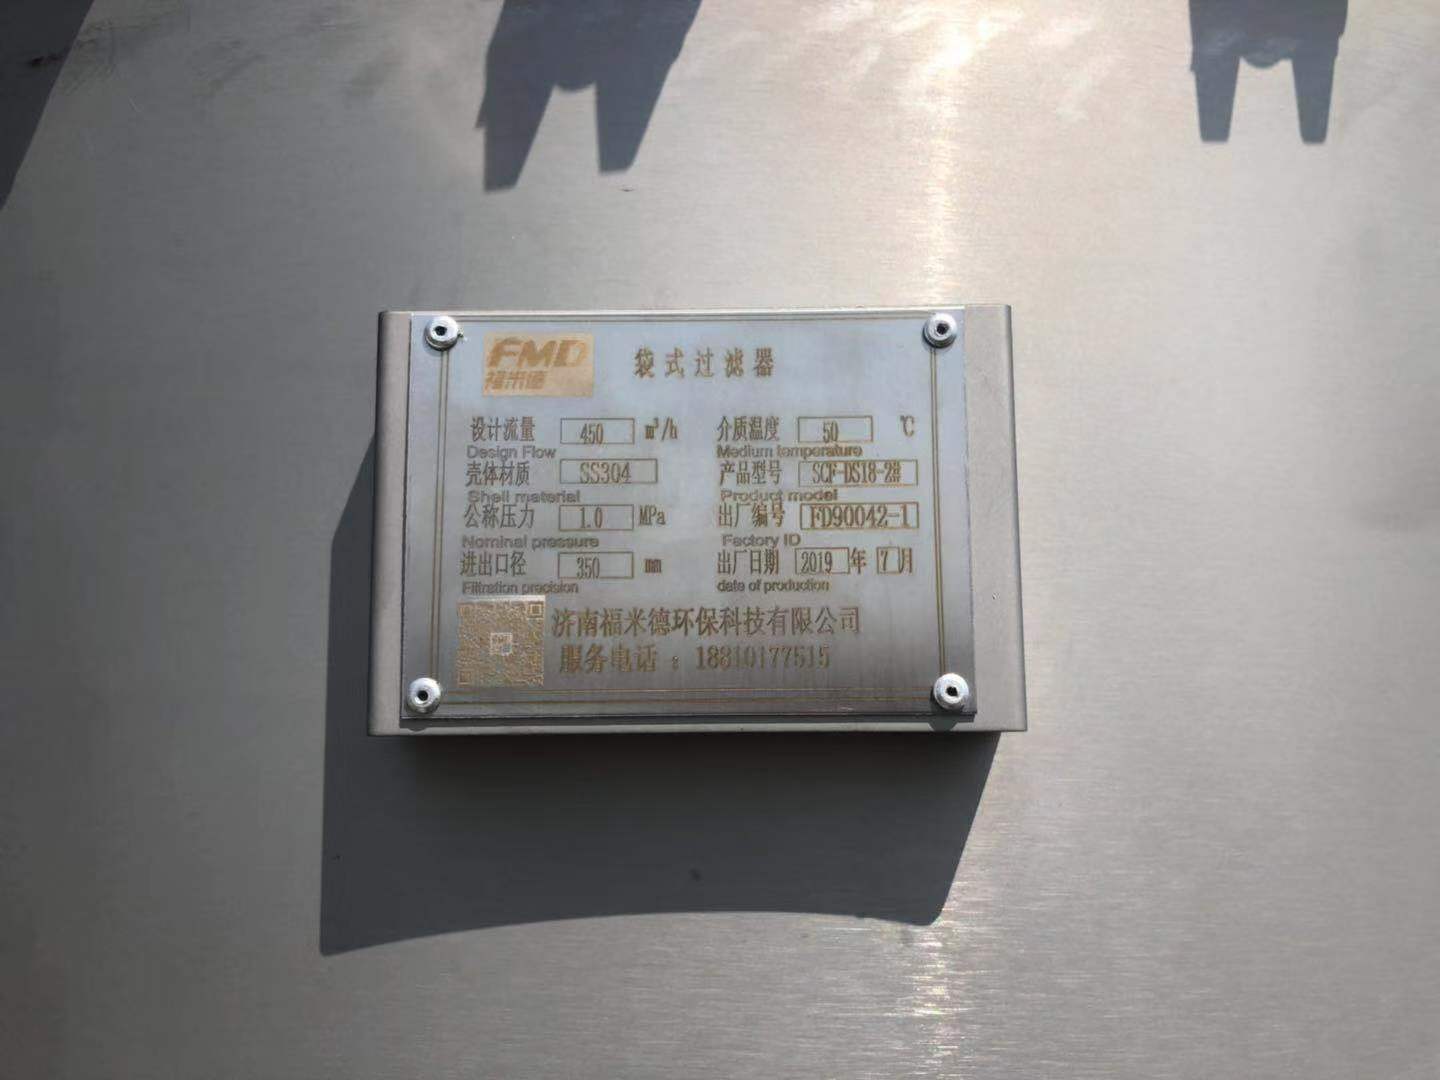 FMD
福米德
袋式过滤器
设计流量 450 m³/h 介质温度 50 ℃
Design Flow Medium temperature
壳体材质 SS304 产品型号 SCF-DS18-2#
Shell material Product model
公称压力 1.0 MPa 出厂编号 FD90042-1
Nominal pressure Factory ID
进出口径 350 mm 出厂日期 2019 年 7 月
Filtration precision date of production
济南福米德环保科技有限公司
服务电话：18810177515